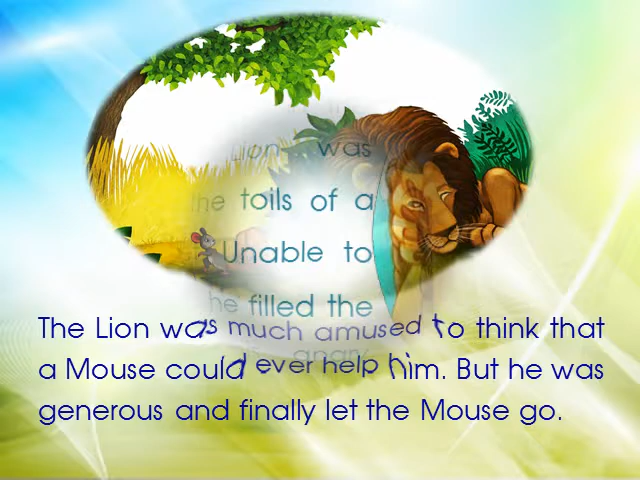 Lion was
the toils of a
Unable to
he filled the
angry
The Lion was much amused to think that
a Mouse could ever help him. But he was
generous and finally let the Mouse go.